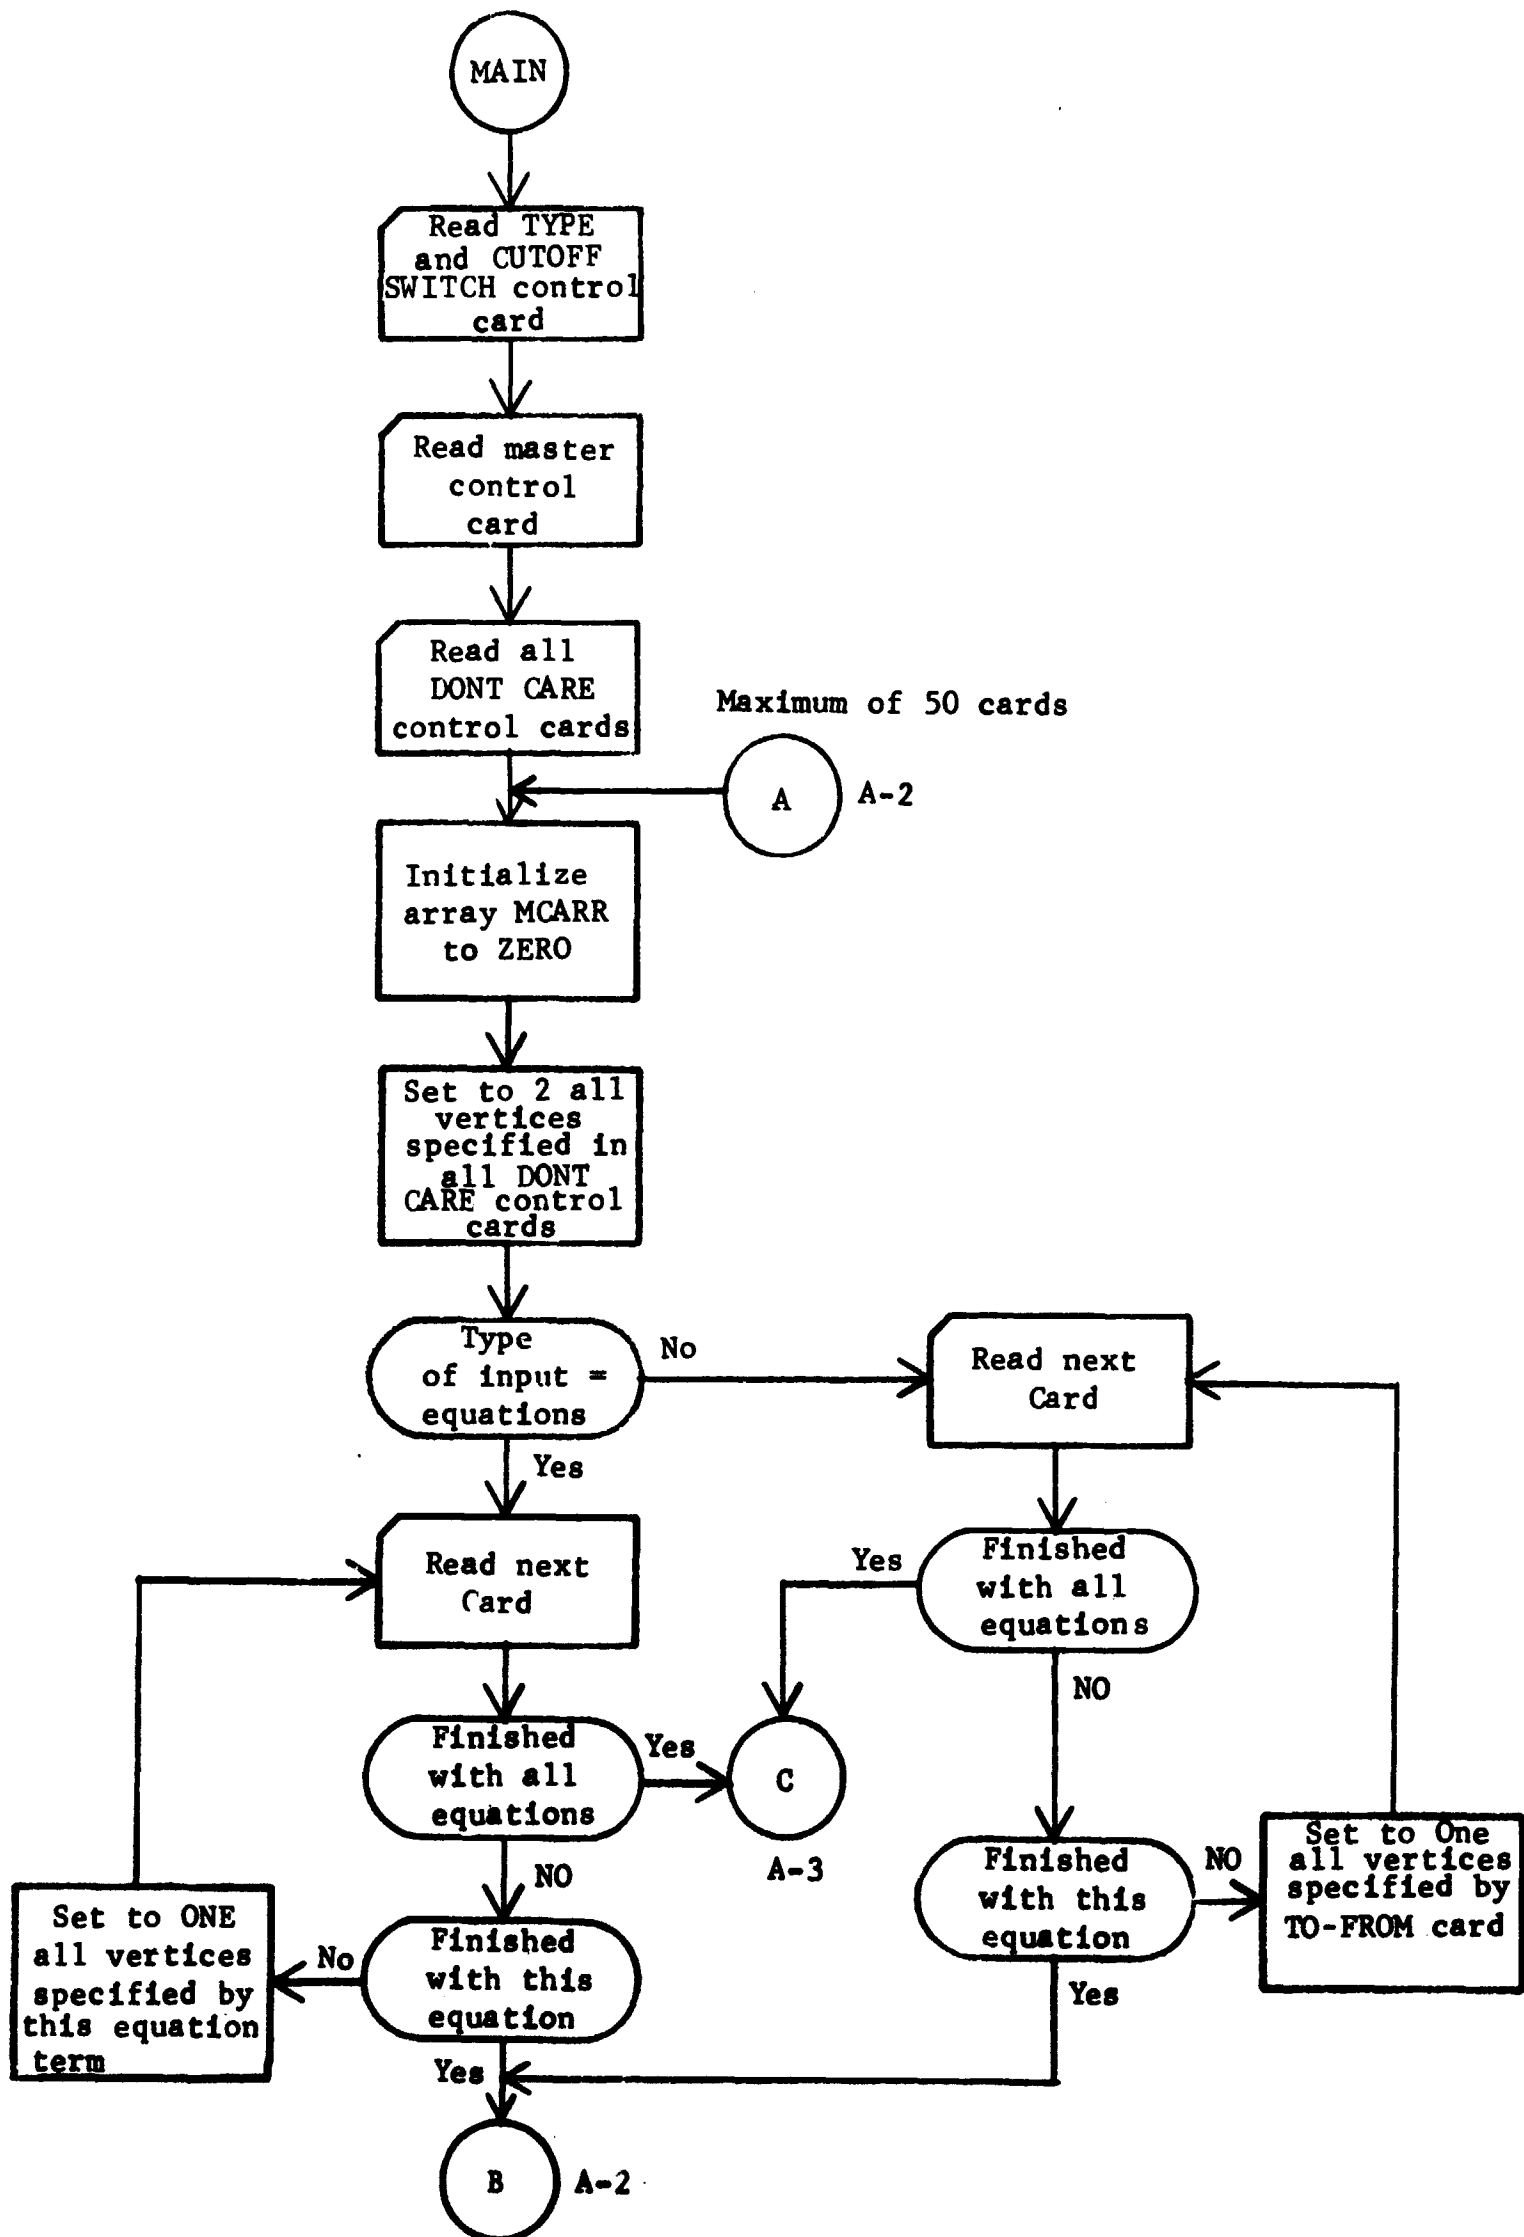 MAIN
Read TYPE
and CUTOFF
SWITCH control
card
Read master
control
card
Read all
DONT CARE
control cards
Maximum of 50 cards
A
A-2
Initialize
array MCARR
to ZERO
Set to 2 all
vertices
specified in
all DONT
CARE control
cards
Type
of input =
equations
No
Yes
Read next
Card
Read next
Card
Finished
with all
equations
Yes
NO
Finished
with all
equations
Yes
NO
C
A-3
Finished
with this
equation
NO
Yes
Set to One
all vertices
specified by
TO-FROM card
Set to ONE
all vertices
specified by
this equation
term
No
Finished
with this
equation
Yes
B
A-2